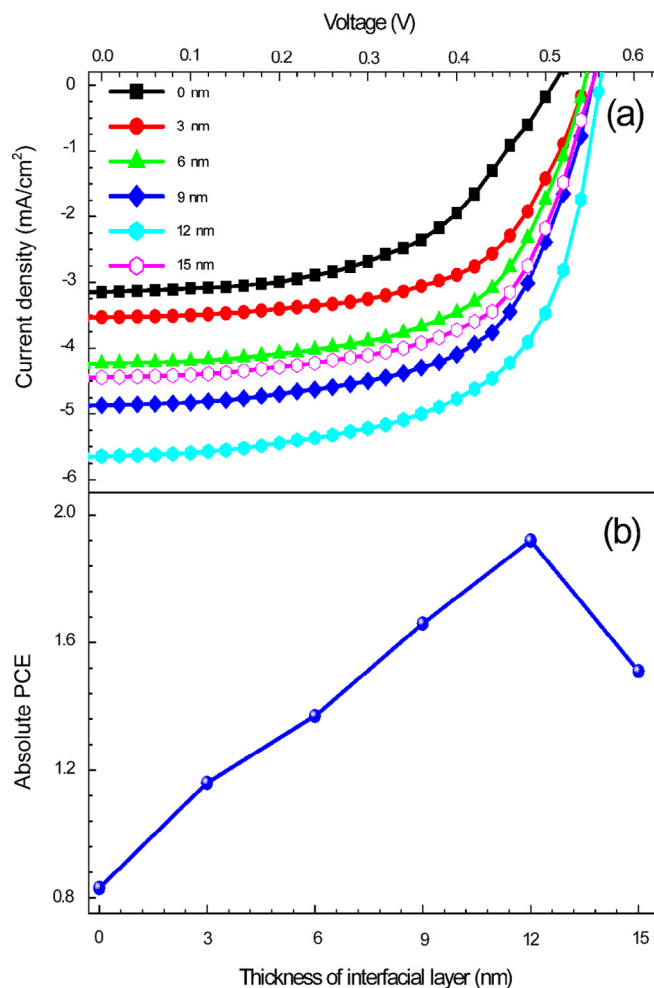 Voltage (V)
0.0 0.1 0.2 0.3 0.4 0.5 0.6
(a)
0 nm
3 nm
6 nm
9 nm
12 nm
15 nm
0
-1
-2
-3
-4
-5
-6
Current density (mA/cm²)
(b)
2.0
1.6
1.2
0.8
Absolute PCE
0 3 6 9 12 15
Thickness of interfacial layer (nm)